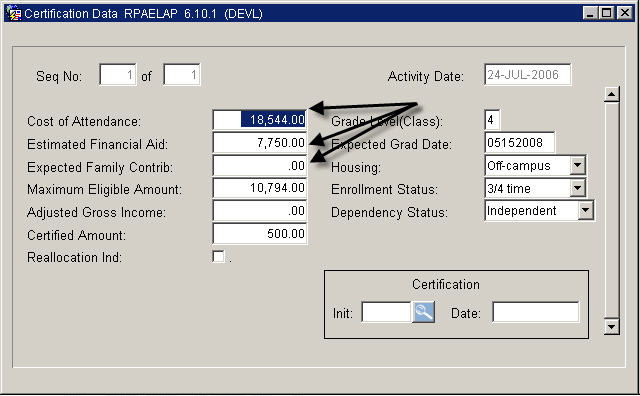 Certification Data RPAELAP 6.10.1 (DEVL)
Seq No: 1 of 1 Activity Date: 24-JUL-2006
Cost of Attendance: 18,544.00 Grade Level(Class): 4
Estimated Financial Aid: 7,750.00 Expected Grad Date: 05152008
Expected Family Contrib: .00 Housing: Off-campus
Maximum Eligible Amount: 10,794.00 Enrollment Status: 3/4 time
Adjusted Gross Income: .00 Dependency Status: Independent
Certified Amount: 500.00
Reallocation Ind: .
Certification
Init: Date: